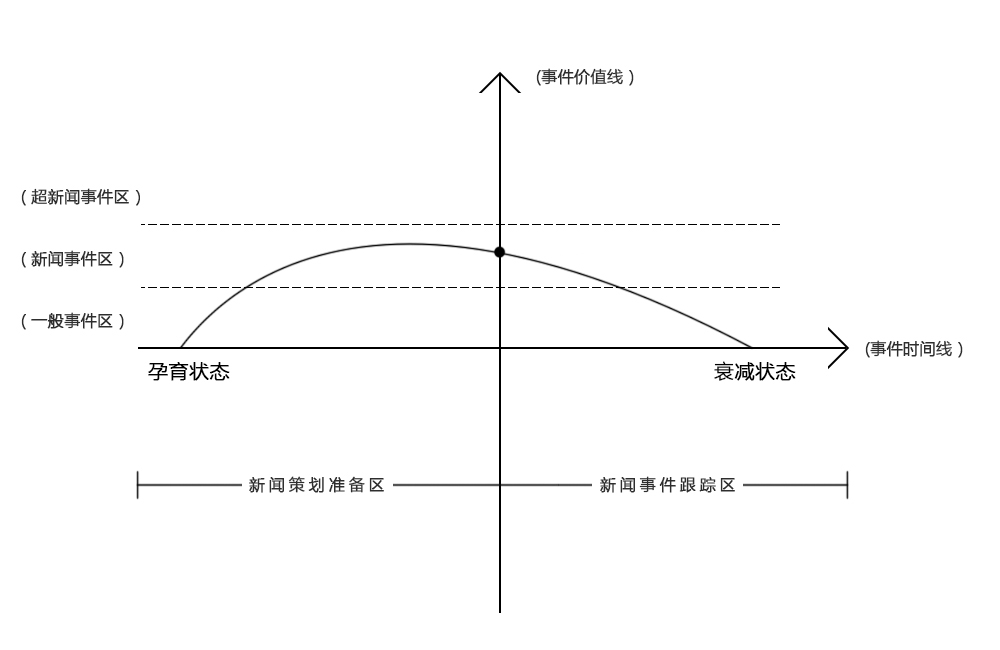 (事件价值线）
（超新闻事件区）
（新闻事件区）
（一般事件区）
(事件时间线）
孕育状态
衰减状态
新闻策划准备区
新闻事件跟踪区